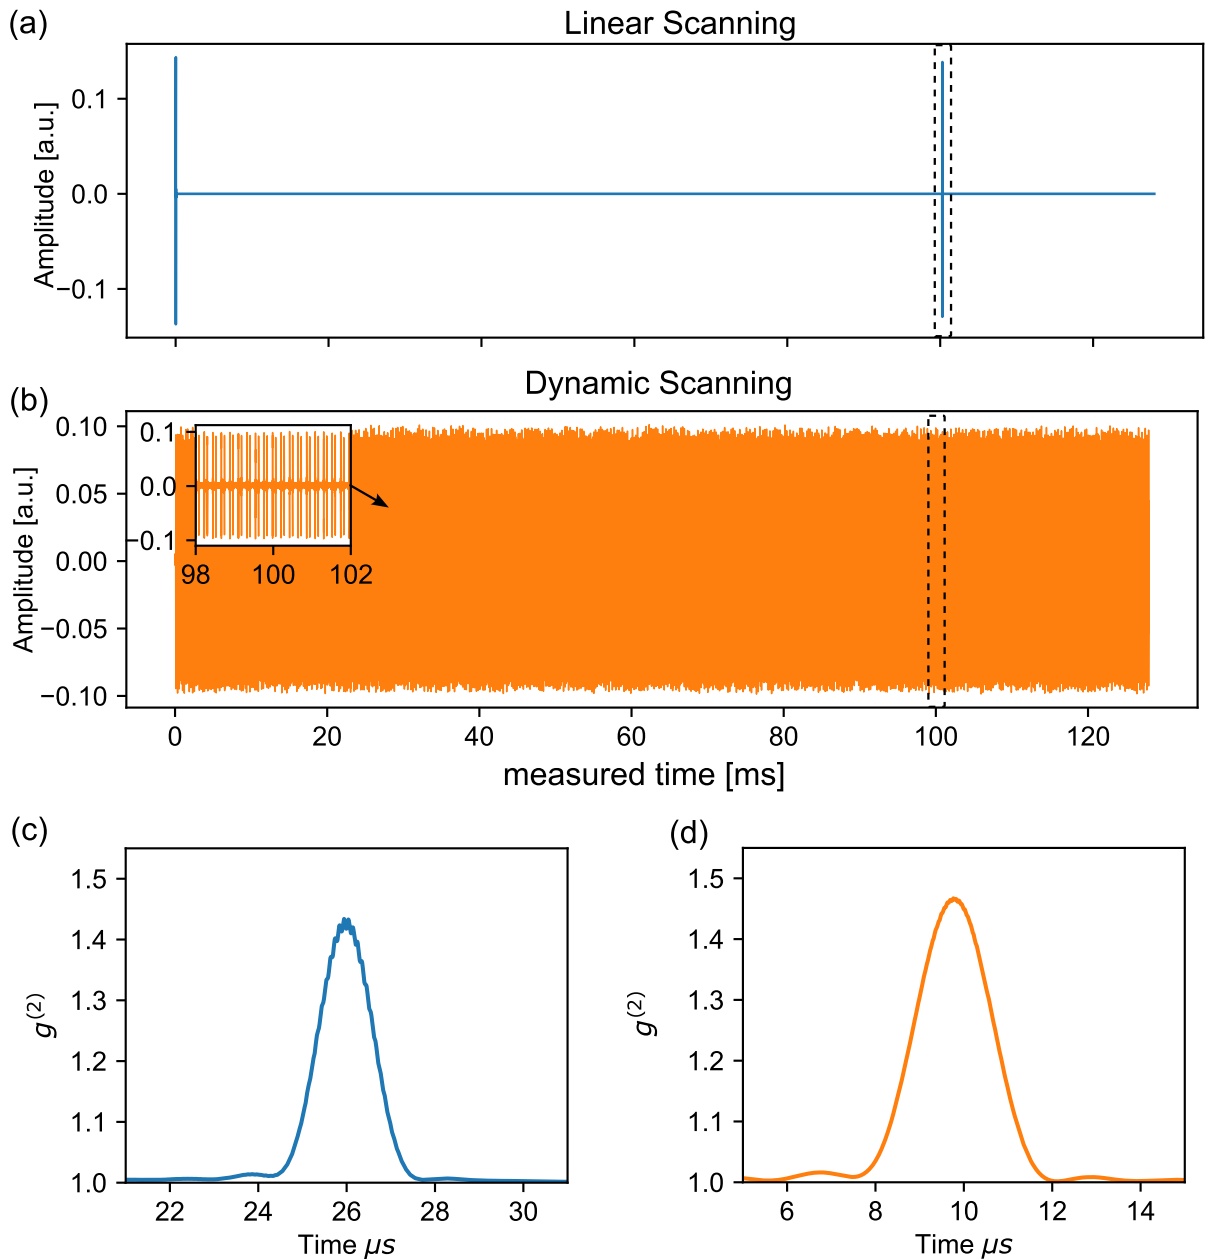 (a)
Linear Scanning
Amplitude [a.u.]
0.1
0.0
−0.1
(b)
Dynamic Scanning
Amplitude [a.u.]
0.10
0.05
0.00
−0.05
−0.10
0.1
0.0
−0.1
98 100 102
0 20 40 60 80 100 120
measured time [ms]
(c)
g⁽²⁾
1.5
1.4
1.3
1.2
1.1
1.0
22 24 26 28 30
Time μs
(d)
g⁽²⁾
1.5
1.4
1.3
1.2
1.1
1.0
6 8 10 12 14
Time μs